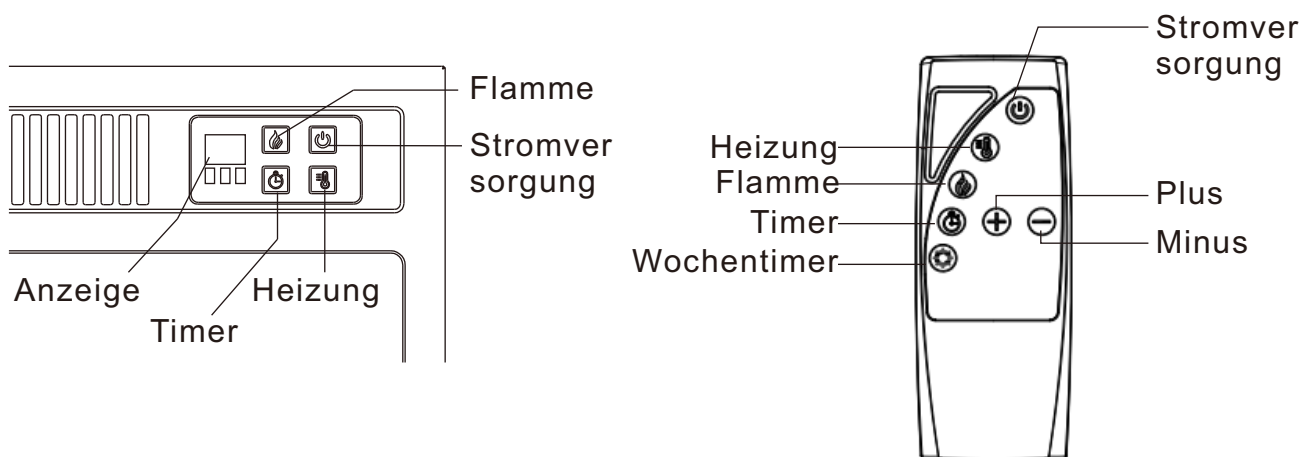 Flamme
Stromver
sorgung
Anzeige
Heizung
Timer
Stromver
sorgung
Heizung
Flamme
Timer
Wochentimer
Plus
Minus